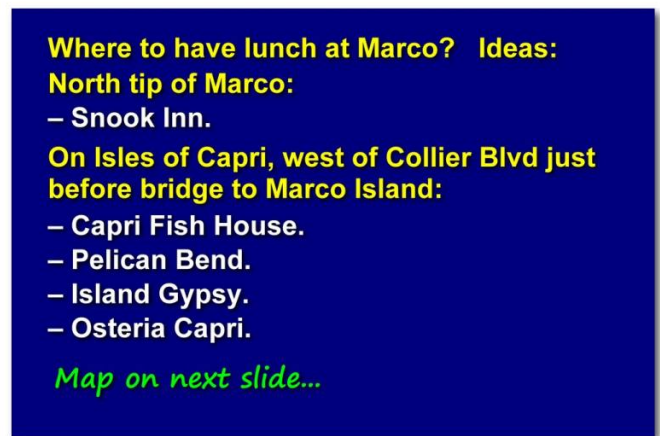 Where to have lunch at Marco?   Ideas:
North tip of Marco:
– Snook Inn.
On Isles of Capri, west of Collier Blvd just
before bridge to Marco Island:
– Capri Fish House.
– Pelican Bend.
– Island Gypsy.
– Osteria Capri.
Map on next slide...